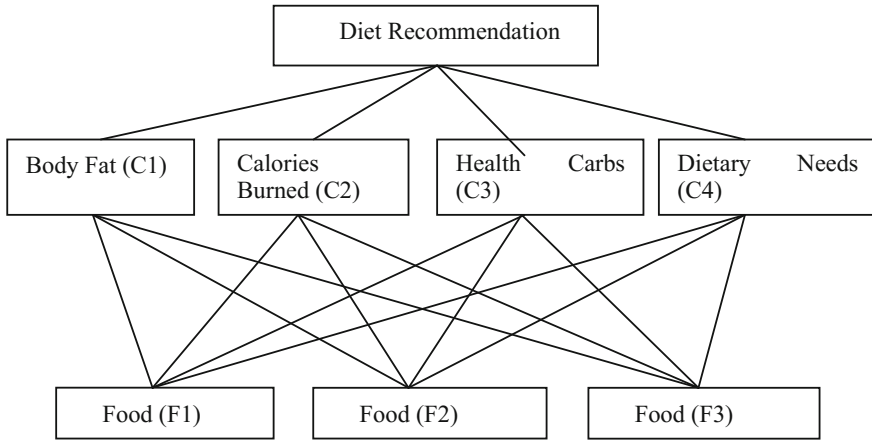 Diet Recommendation
Body Fat (C1)
Calories
Burned (C2)
Health Carbs
(C3)
Dietary Needs
(C4)
Food (F1)
Food (F2)
Food (F3)